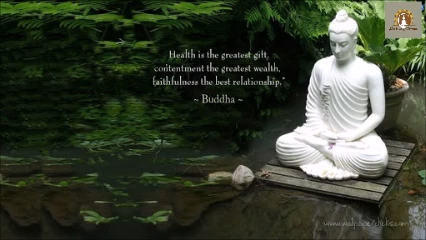 Health is the greatest gift,
contentment the greatest wealth,
faithfulness the best relationship."
~ Buddha ~